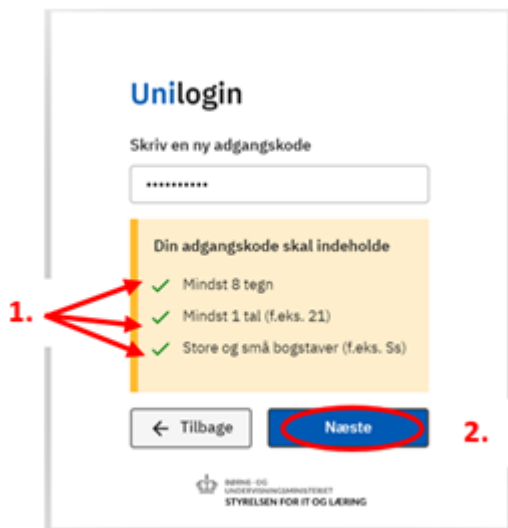 Unilogin
Skriv en ny adgangskode
••••••••••
Din adgangskode skal indeholde
Mindst 8 tegn
1.
Mindst 1 tal (f.eks. 21)
Store og små bogstaver (f.eks. Ss)
← Tilbage
Næste
2.
BØRNE- OG
UNDERVISNINGSMINISTERIET
STYRELSEN FOR IT OG LÆRING